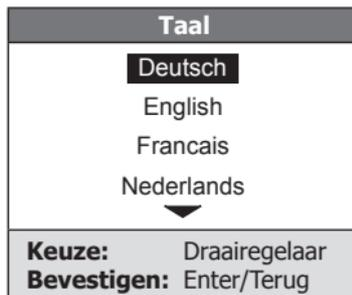 Taal
Deutsch
English
Francais
Nederlands
Keuze: Draairegelaar
Bevestigen: Enter/Terug